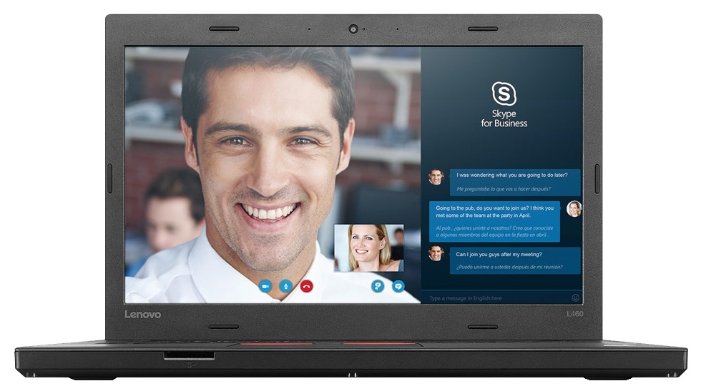 Skype
for Business
I was wondering what you are going to do later?
Me preguntaba lo que vas a hacer después?
Going to the pub, do you want to join us? I think you
met some of the team at the party in April.
Al pub, ¿quieres unirte a nosotros? Creo que conociste
a algunos miembros del equipo en la fiesta en abril.
Can I join you guys after my meeting?
¿Puedo unirme a ustedes despues de mi reunion?
Type a message in English here
Lenovo
L460